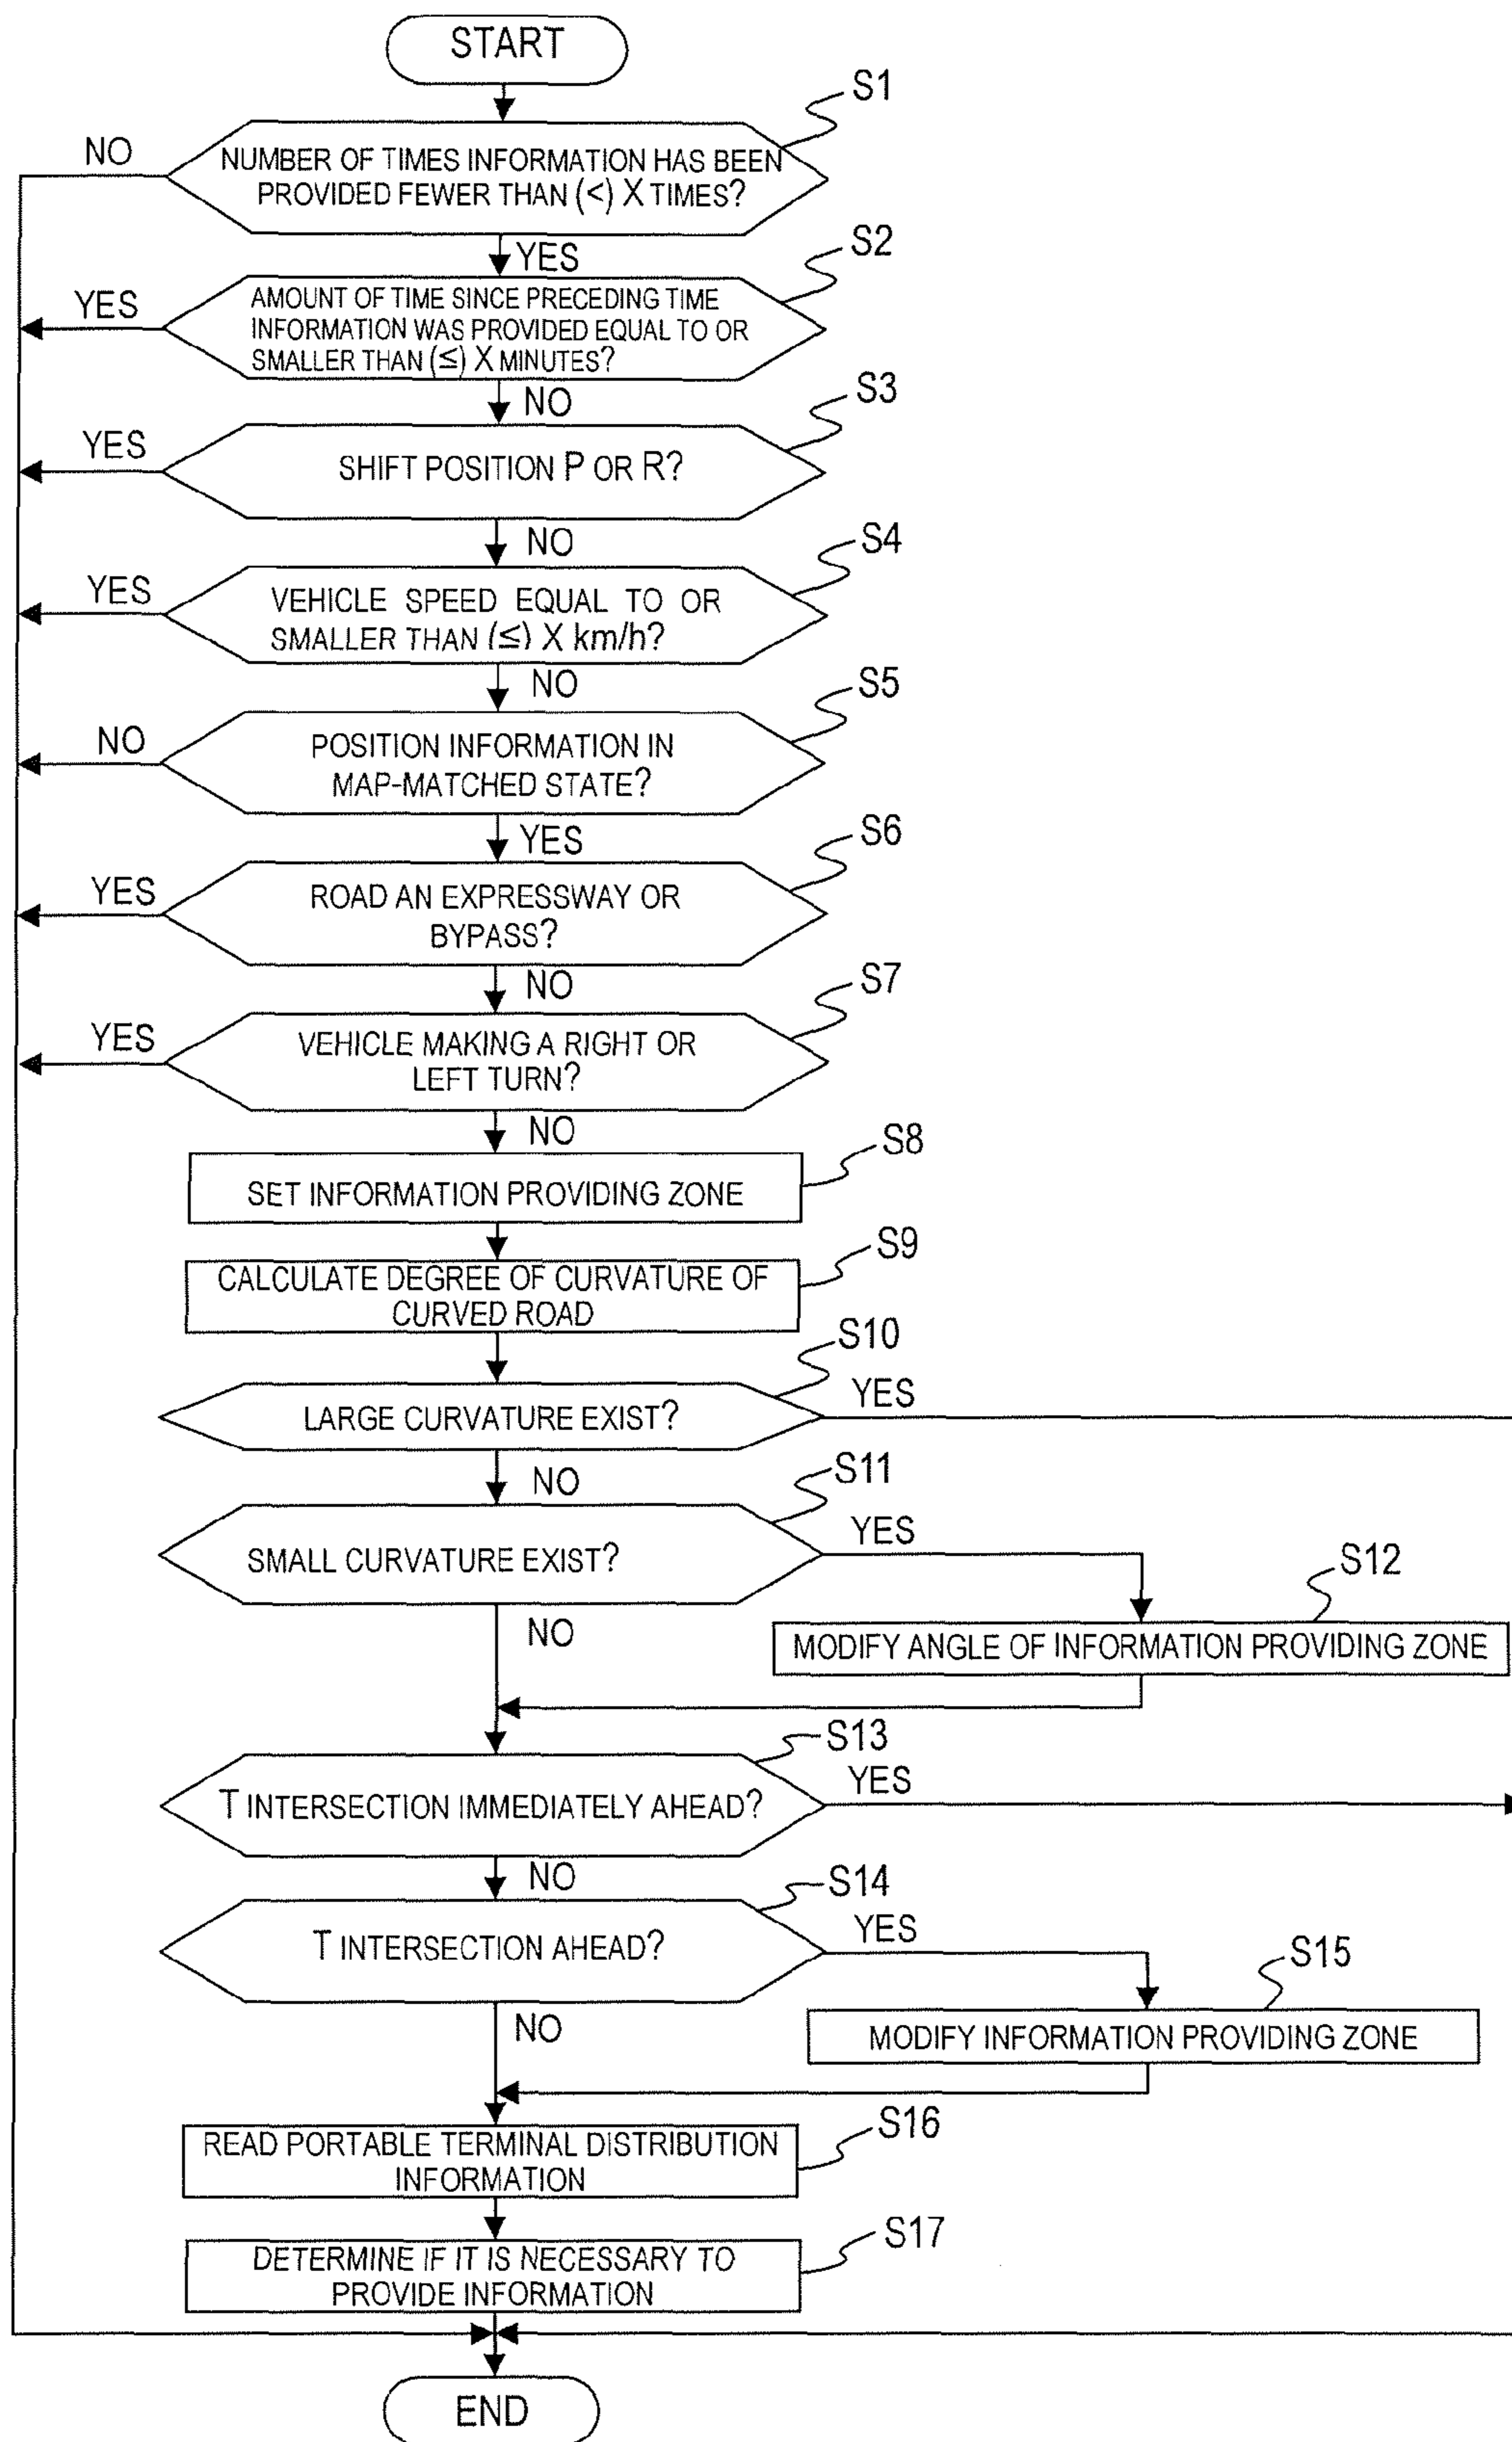 START
S1
NO
NUMBER OF TIMES INFORMATION HAS BEEN
PROVIDED FEWER THAN (<) X TIMES?
YES
S2
YES
AMOUNT OF TIME SINCE PRECEDING TIME
INFORMATION WAS PROVIDED EQUAL TO OR
SMALLER THAN (≤) X MINUTES?
NO
S3
YES
SHIFT POSITION P OR R?
NO
S4
YES
VEHICLE SPEED EQUAL TO OR
SMALLER THAN (≤) X km/h?
NO
S5
NO
POSITION INFORMATION IN
MAP-MATCHED STATE?
YES
S6
YES
ROAD AN EXPRESSWAY OR
BYPASS?
NO
S7
YES
VEHICLE MAKING A RIGHT OR
LEFT TURN?
NO
S8
SET INFORMATION PROVIDING ZONE
S9
CALCULATE DEGREE OF CURVATURE OF
CURVED ROAD
S10
YES
LARGE CURVATURE EXIST?
NO
S11
YES
SMALL CURVATURE EXIST?
S12
NO
MODIFY ANGLE OF INFORMATION PROVIDING ZONE
S13
YES
T INTERSECTION IMMEDIATELY AHEAD?
NO
S14
YES
T INTERSECTION AHEAD?
S15
NO
MODIFY INFORMATION PROVIDING ZONE
S16
READ PORTABLE TERMINAL DISTRIBUTION
INFORMATION
S17
DETERMINE IF IT IS NECESSARY TO
PROVIDE INFORMATION
END